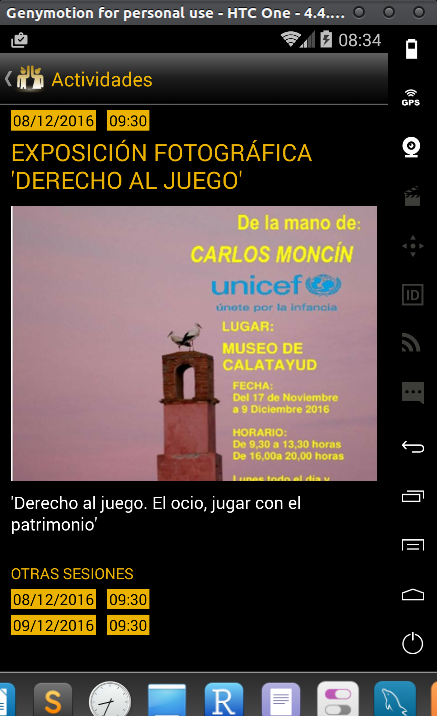 Genymotion for personal use - HTC One - 4.4....
08:34
Actividades
GPS
08/12/2016 09:30
EXPOSICIÓN FOTOGRÁFICA
'DERECHO AL JUEGO'
De la mano de:
CARLOS MONCÍN
unicef
únete por la infancia
LUGAR:
MUSEO DE
CALATAYUD
FECHA:
Del 17 de Noviembre
a 9 Diciembre 2016
HORARIO:
De 9,30 a 13,30 horas
De 16,00a 20,00 horas
Lunes todo el día y
ID
'Derecho al juego. El ocio, jugar con el
patrimonio’
OTRAS SESIONES
08/12/2016 09:30
09/12/2016 09:30
S
R